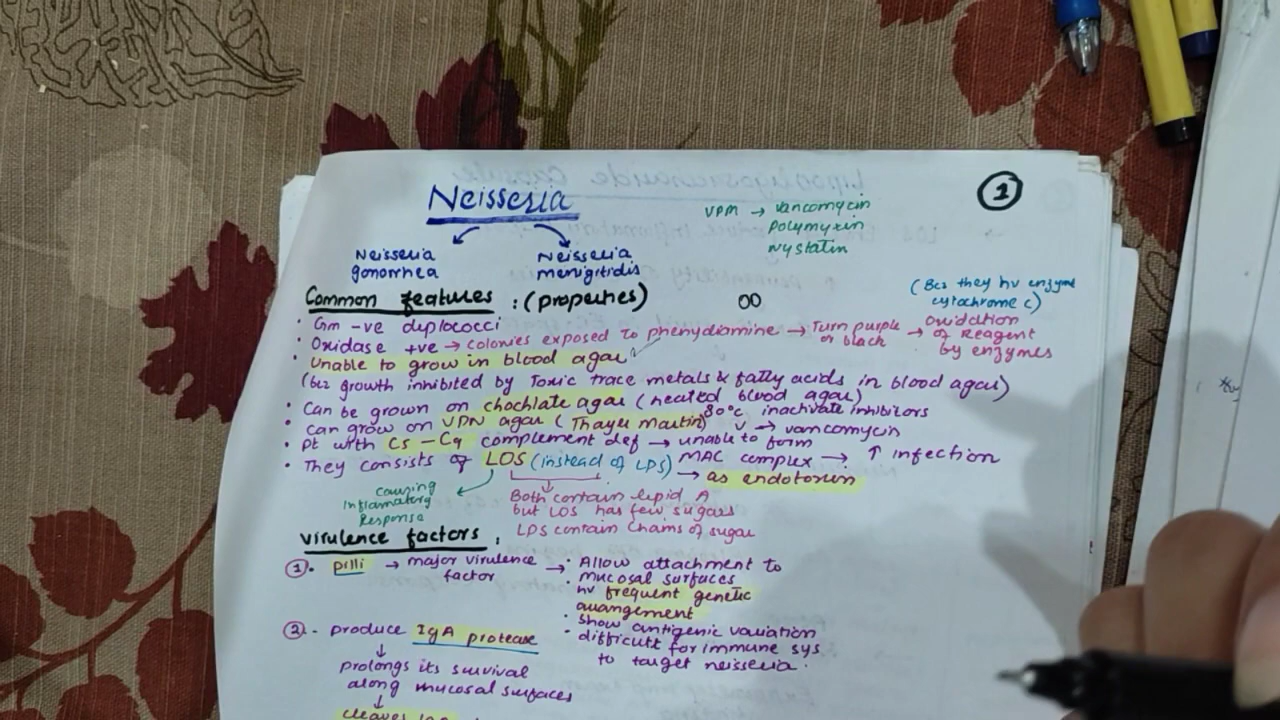 Neisseria
①
VPM → vancomycin
Polymyxin
Nystatin
Neisseria
gonorrhea
Neisseria
menigitidis
Common features : (properties)
(Bcz they hv enzyme
cytochrome c)
• Gm -ve diplococci
• Oxidase +ve → colonies exposed to phenydiamine → Turn purple or black → Oxidation of Reagent by enzymes
• Unable to grow in blood agar
(bcz growth inhibited by Toxic trace metals & fatty acids in blood agar)
• Can be grown on chochlate agar (heated blood agar)
80°C inactivate inhibitors
• can grow on VPN agar (Thayer Martin) V → vancomycin
• Pt with C5 - C9 complement def → unable to form MAC complex → ↑ infection
• They consists of LOS (instead of LPS) → as endotoxin
Causing
Inflamatory
Response
Both contain lipid A
but LOS has few sugars
LPS contain chains of sugar
Virulence factors :
①. pilli → major virulence factor → • Allow attachment to
mucosal surfaces
• hv frequent genetic
arrangement
• show antigenic variation
• difficult for immune sys
to target neisseria.
②. produce IgA protease
↓
prolongs its survival
along mucosal surfaces
↓
cleaves